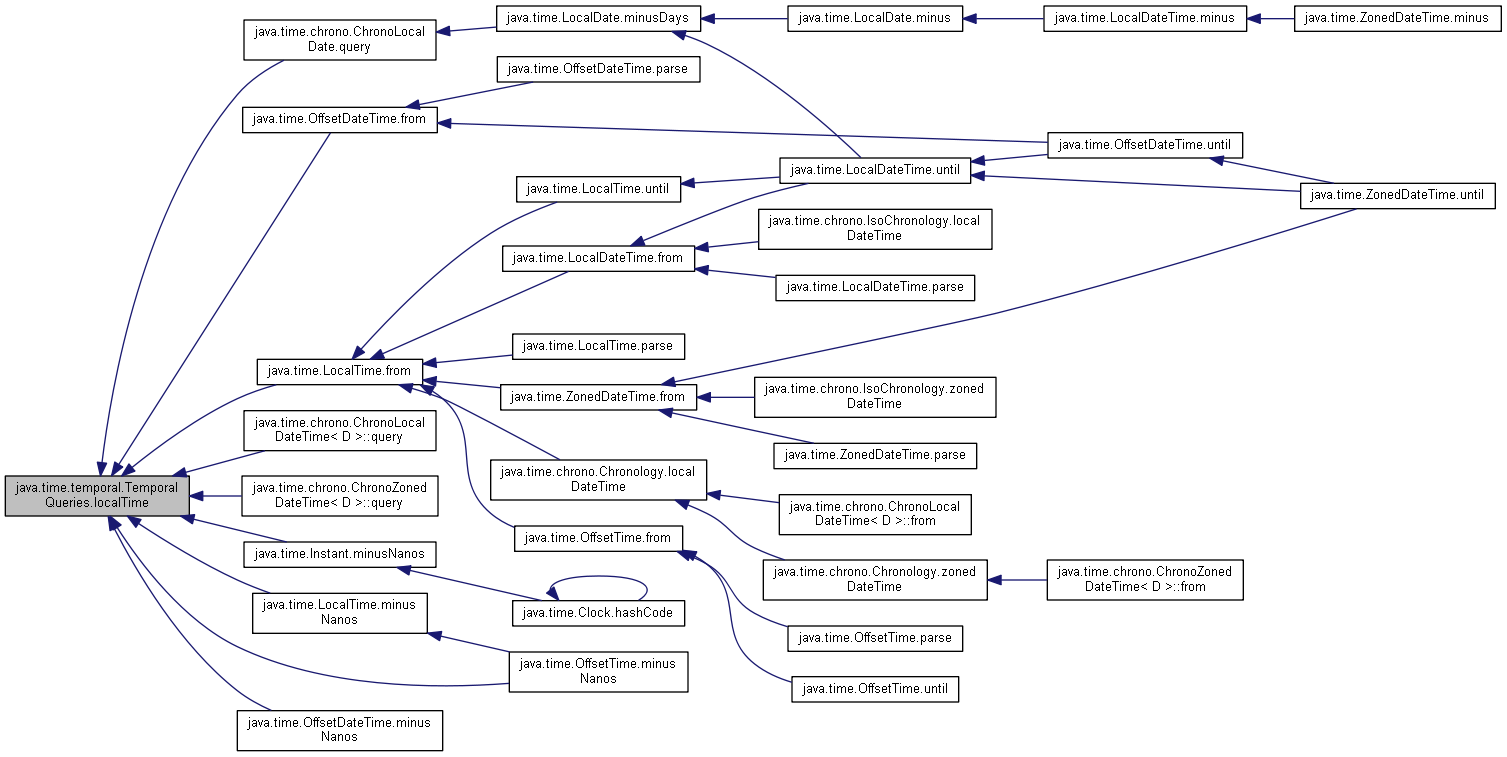 java.time.LocalDate.minusDays
java.time.LocalDate.minus
java.time.LocalDateTime.minus
java.time.ZonedDateTime.minus
java.time.chrono.ChronoLocal
Date.query
java.time.OffsetDateTime.parse
java.time.OffsetDateTime.from
java.time.OffsetDateTime.until
java.time.LocalDateTime.until
java.time.LocalTime.until
java.time.ZonedDateTime.until
java.time.chrono.IsoChronology.local
DateTime
java.time.LocalDateTime.from
java.time.LocalDateTime.parse
java.time.LocalTime.parse
java.time.LocalTime.from
java.time.ZonedDateTime.from
java.time.chrono.IsoChronology.zoned
DateTime
java.time.chrono.ChronoLocal
DateTime< D >::query
java.time.ZonedDateTime.parse
java.time.chrono.Chronology.local
DateTime
java.time.temporal.Temporal
Queries.localTime
java.time.chrono.ChronoZoned
DateTime< D >::query
java.time.chrono.ChronoLocal
DateTime< D >::from
java.time.OffsetTime.from
java.time.Instant.minusNanos
java.time.chrono.Chronology.zoned
DateTime
java.time.chrono.ChronoZoned
DateTime< D >::from
java.time.LocalTime.minus
Nanos
java.time.Clock.hashCode
java.time.OffsetTime.parse
java.time.OffsetTime.minus
Nanos
java.time.OffsetTime.until
java.time.OffsetDateTime.minus
Nanos